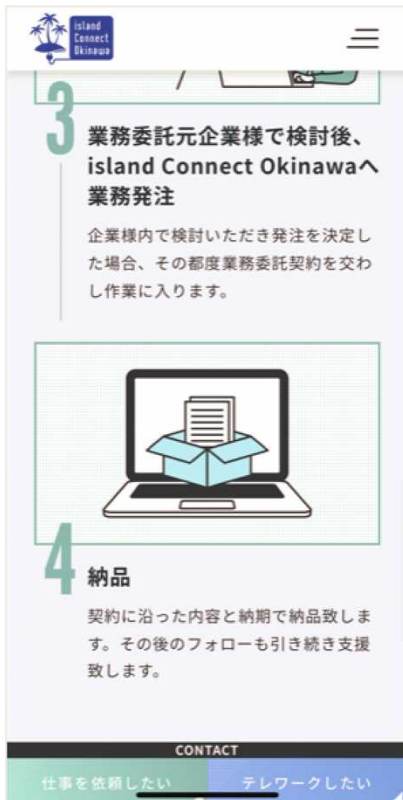 island
Connect
Okinawa
3
業務委託元企業様で検討後、
island Connect Okinawaへ
業務発注
企業様内で検討いただき発注を決定し
た場合、その都度業務委託契約を交わ
し作業に入ります。
4
納品
契約に沿った内容と納期で納品致しま
す。その後のフォローも引き続き支援
致します。
CONTACT
仕事を依頼したい
テレワークしたい